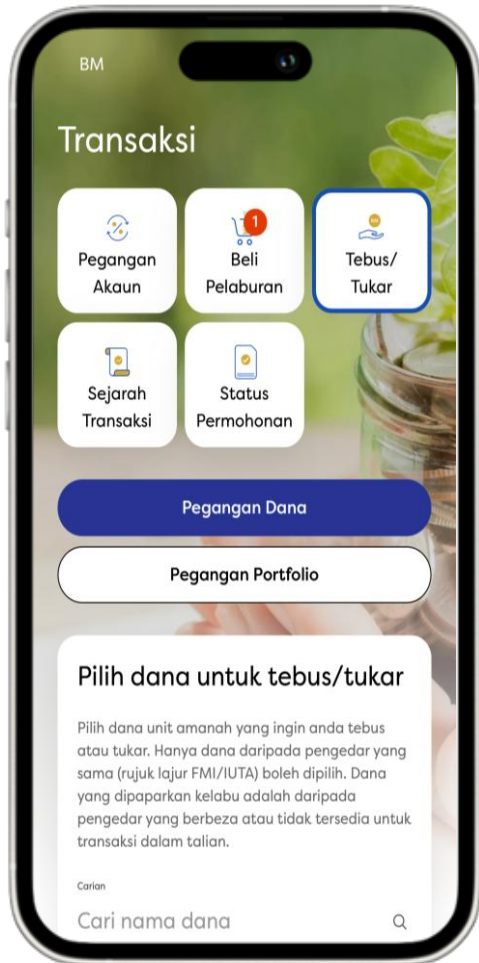 BM
Transaksi
Pegangan
Akaun
1
Beli
Pelaburan
Tebus/
Tukar
Sejarah
Transaksi
Status
Permohonan
Pegangan Dana
Pegangan Portfolio
Pilih dana untuk tebus/tukar
Pilih dana unit amanah yang ingin anda tebus
atau tukar. Hanya dana daripada pengedar yang
sama (rujuk lajur FMI/IUTA) boleh dipilih. Dana
yang dipaparkan kelabu adalah daripada
pengedar yang berbeza atau tidak tersedia untuk
transaksi dalam talian.
Carian
Cari nama dana